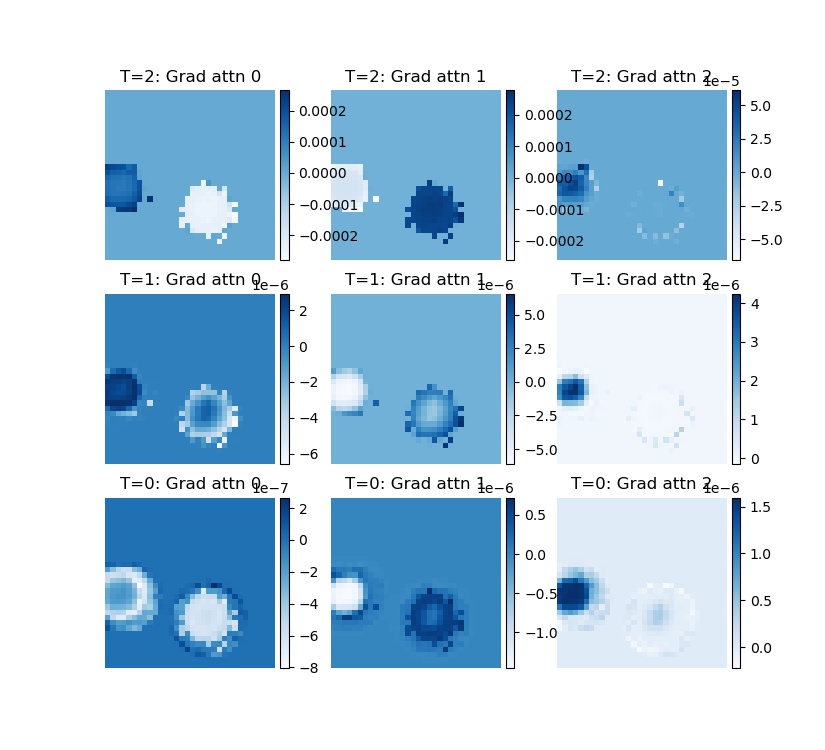 T=2: Grad attn 0
T=2: Grad attn 1
T=2: Grad attn 2
1e−5
0.0002
0.0001
0.0000
−0.0001
−0.0002
0.0002
0.0001
0.0000
−0.0001
−0.0002
5.0
2.5
0.0
−2.5
−5.0
T=1: Grad attn 0
1e−6
T=1: Grad attn 1
1e−6
T=1: Grad attn 2
1e−6
2
0
−2
−4
−6
5.0
2.5
0.0
−2.5
−5.0
4
3
2
1
0
T=0: Grad attn 0
1e−7
T=0: Grad attn 1
1e−6
T=0: Grad attn 2
1e−6
2
0
−2
−4
−6
−8
0.5
0.0
−0.5
−1.0
1.5
1.0
0.5
0.0